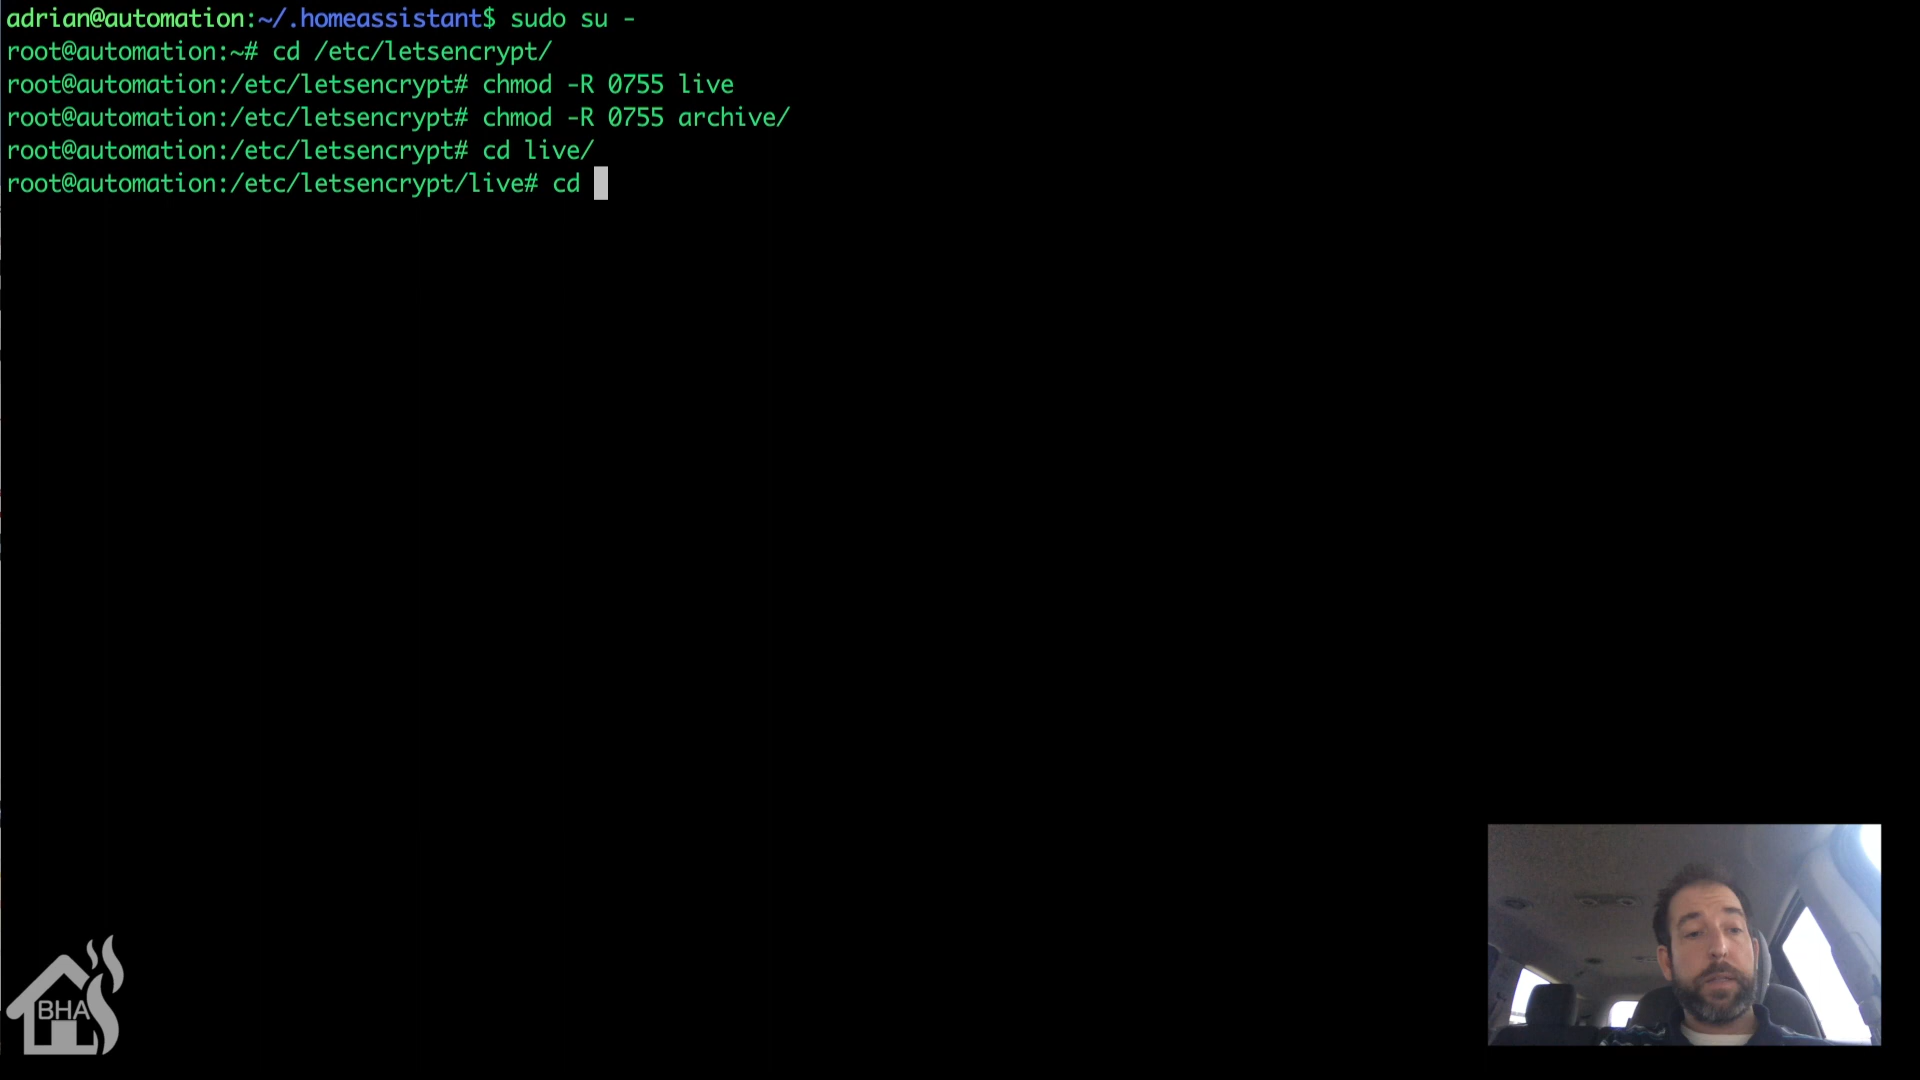 adrian@automation:~/.homeassistant$ sudo su -
root@automation:~# cd /etc/letsencrypt/
root@automation:/etc/letsencrypt# chmod -R 0755 live
root@automation:/etc/letsencrypt# chmod -R 0755 archive/
root@automation:/etc/letsencrypt# cd live/
root@automation:/etc/letsencrypt/live# cd
BHA